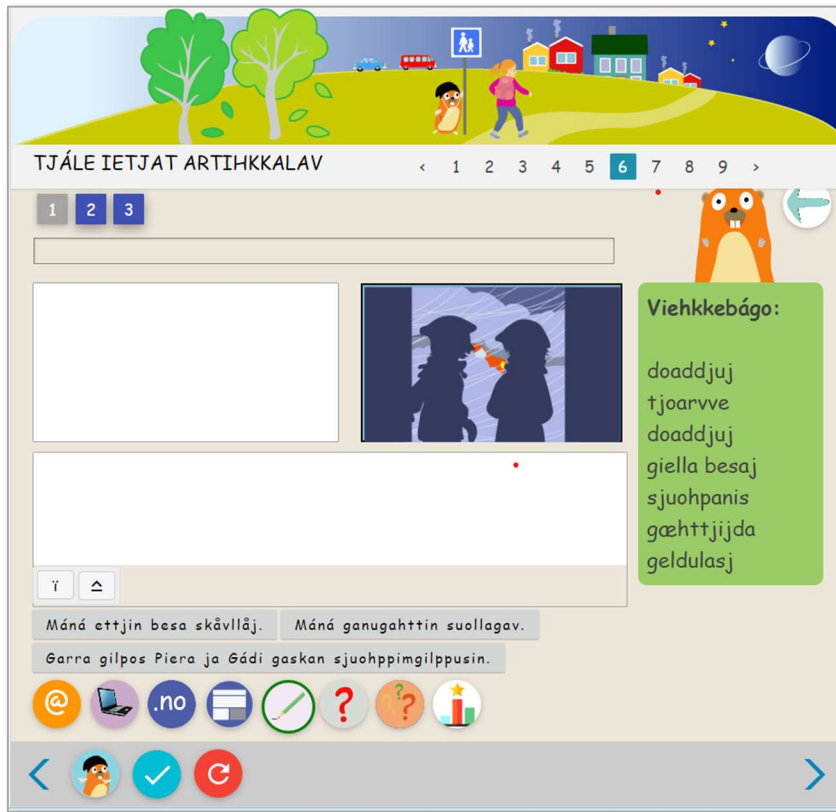 TJÁLE IETJAT ARTIHKKALAV
< 1 2 3 4 5 6 7 8 9 >
1 2 3
Viehkkebágo:
doaddjuj
tjoarvve
doaddjuj
giella besaj
sjuohpanis
gæhttjijda
geldulasj
ï
Máná ettjin besa skåvllåj. Máná ganugahttin suollagav.
Garra gilpos Piera ja Gádi gaskan sjuohppimgilppusin.
@ .no ? ? ? ?